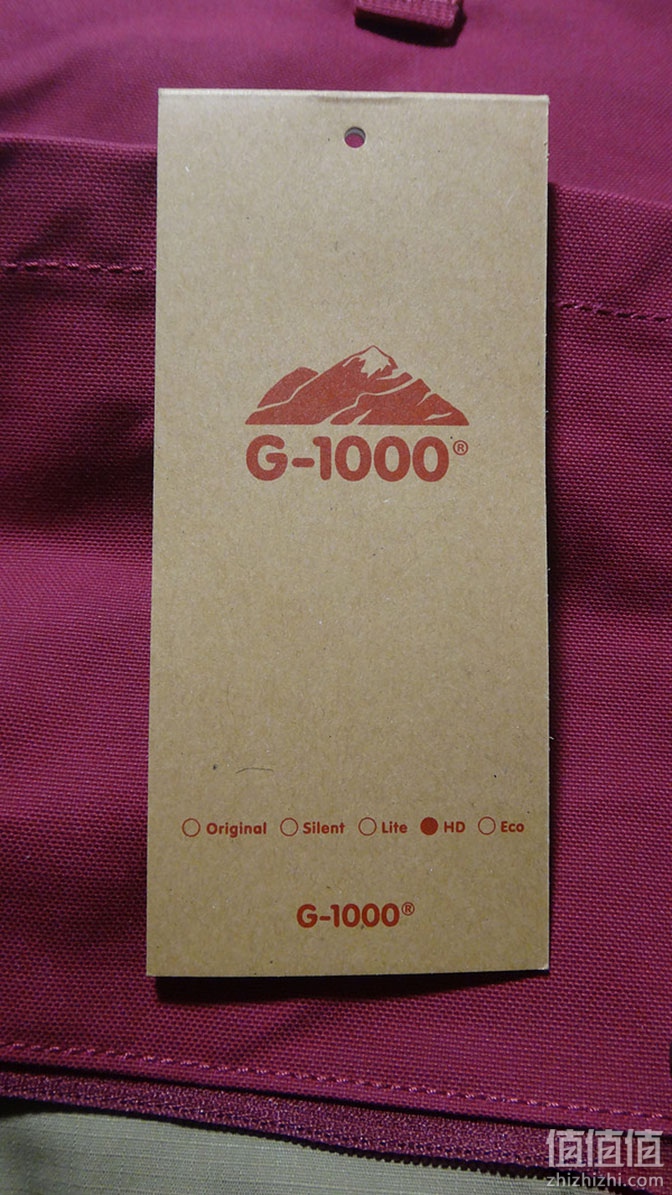 G-1000®
○ Original ○ Silent ○ Lite ● HD ○ Eco
G-1000®
值值值
zhizhizhi.com